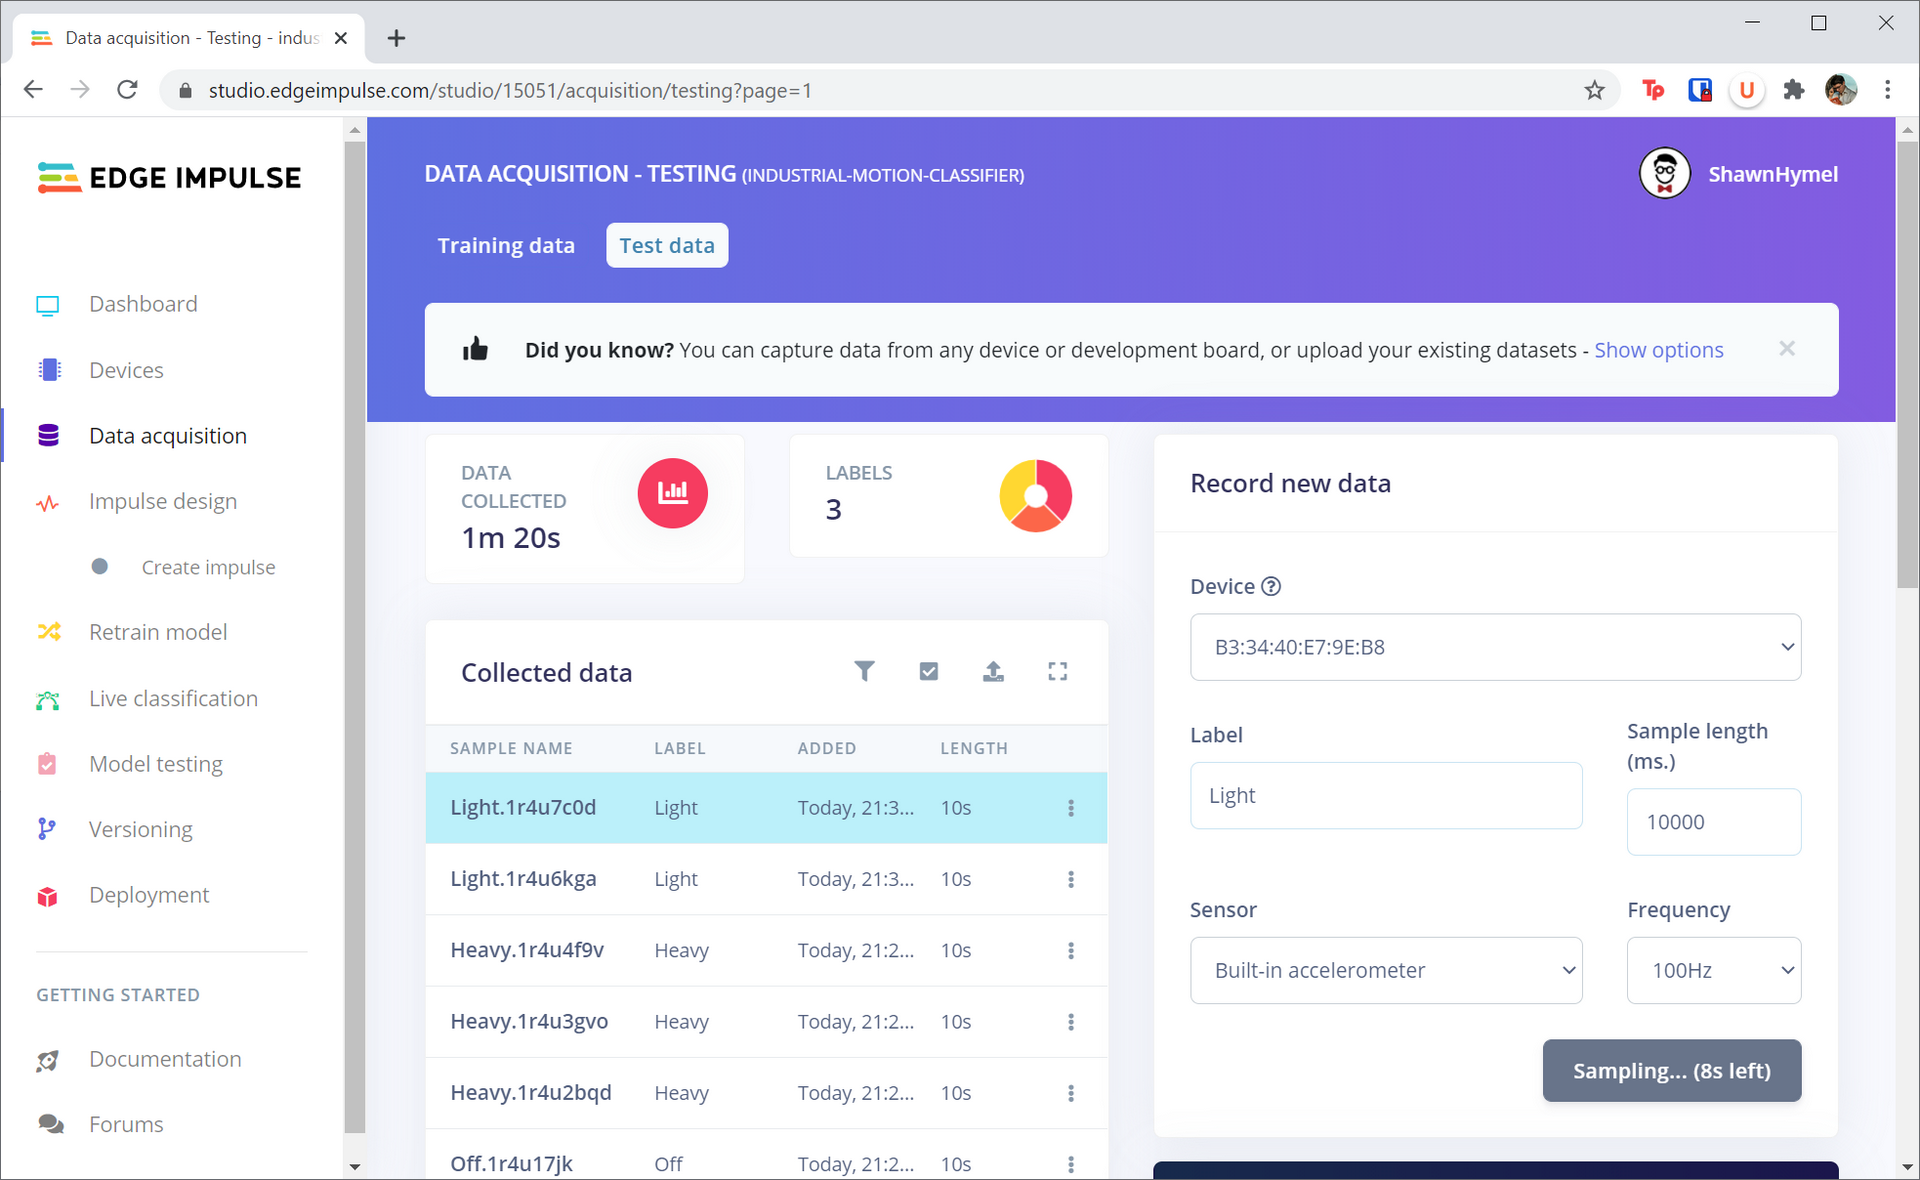 Data acquisition - Testing - indus
studio.edgeimpulse.com/studio/15051/acquisition/testing?page=1
Tp
U
EDGE IMPULSE
Dashboard
Devices
Data acquisition
Impulse design
Create impulse
Retrain model
Live classification
Model testing
Versioning
Deployment
GETTING STARTED
Documentation
Forums
DATA ACQUISITION - TESTING (INDUSTRIAL-MOTION-CLASSIFIER)
ShawnHymel
Training data
Test data
Did you know? You can capture data from any device or development board, or upload your existing datasets - Show options
DATA
COLLECTED
1m 20s
LABELS
3
Collected data
SAMPLE NAME LABEL ADDED LENGTH
Light.1r4u7c0d Light Today, 21:3... 10s
Light.1r4u6kga Light Today, 21:3... 10s
Heavy.1r4u4f9v Heavy Today, 21:2... 10s
Heavy.1r4u3gvo Heavy Today, 21:2... 10s
Heavy.1r4u2bqd Heavy Today, 21:2... 10s
Off.1r4u17jk Off Today, 21:2... 10s
Record new data
Device ?
B3:34:40:E7:9E:B8
Label
Light
Sample length
(ms.)
10000
Sensor
Built-in accelerometer
Frequency
100Hz
Sampling... (8s left)